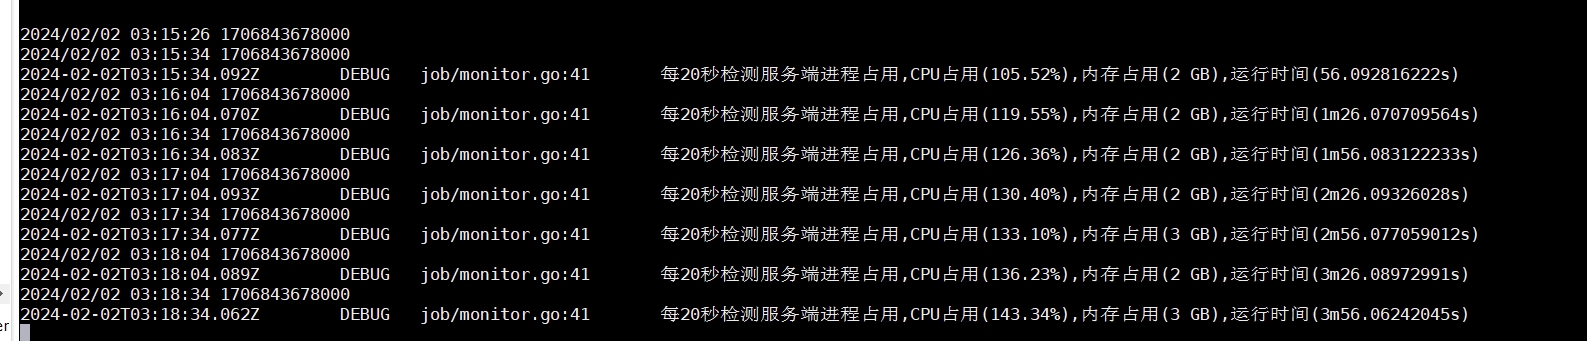 2024/02/02 03:15:26 1706843678000
2024/02/02 03:15:34 1706843678000
2024-02-02T03:15:34.092Z DEBUG job/monitor.go:41 每20秒检测服务端进程占用,CPU占用(105.52%),内存占用(2 GB),运行时间(56.092816222s)
2024/02/02 03:16:04 1706843678000
2024-02-02T03:16:04.070Z DEBUG job/monitor.go:41 每20秒检测服务端进程占用,CPU占用(119.55%),内存占用(2 GB),运行时间(1m26.070709564s)
2024/02/02 03:16:34 1706843678000
2024-02-02T03:16:34.083Z DEBUG job/monitor.go:41 每20秒检测服务端进程占用,CPU占用(126.36%),内存占用(2 GB),运行时间(1m56.083122233s)
2024/02/02 03:17:04 1706843678000
2024-02-02T03:17:04.093Z DEBUG job/monitor.go:41 每20秒检测服务端进程占用,CPU占用(130.40%),内存占用(2 GB),运行时间(2m26.09326028s)
2024/02/02 03:17:34 1706843678000
2024-02-02T03:17:34.077Z DEBUG job/monitor.go:41 每20秒检测服务端进程占用,CPU占用(133.10%),内存占用(3 GB),运行时间(2m56.077059012s)
2024/02/02 03:18:04 1706843678000
2024-02-02T03:18:04.089Z DEBUG job/monitor.go:41 每20秒检测服务端进程占用,CPU占用(136.23%),内存占用(2 GB),运行时间(3m26.08972991s)
2024/02/02 03:18:34 1706843678000
2024-02-02T03:18:34.062Z DEBUG job/monitor.go:41 每20秒检测服务端进程占用,CPU占用(143.34%),内存占用(3 GB),运行时间(3m56.06242045s)
er